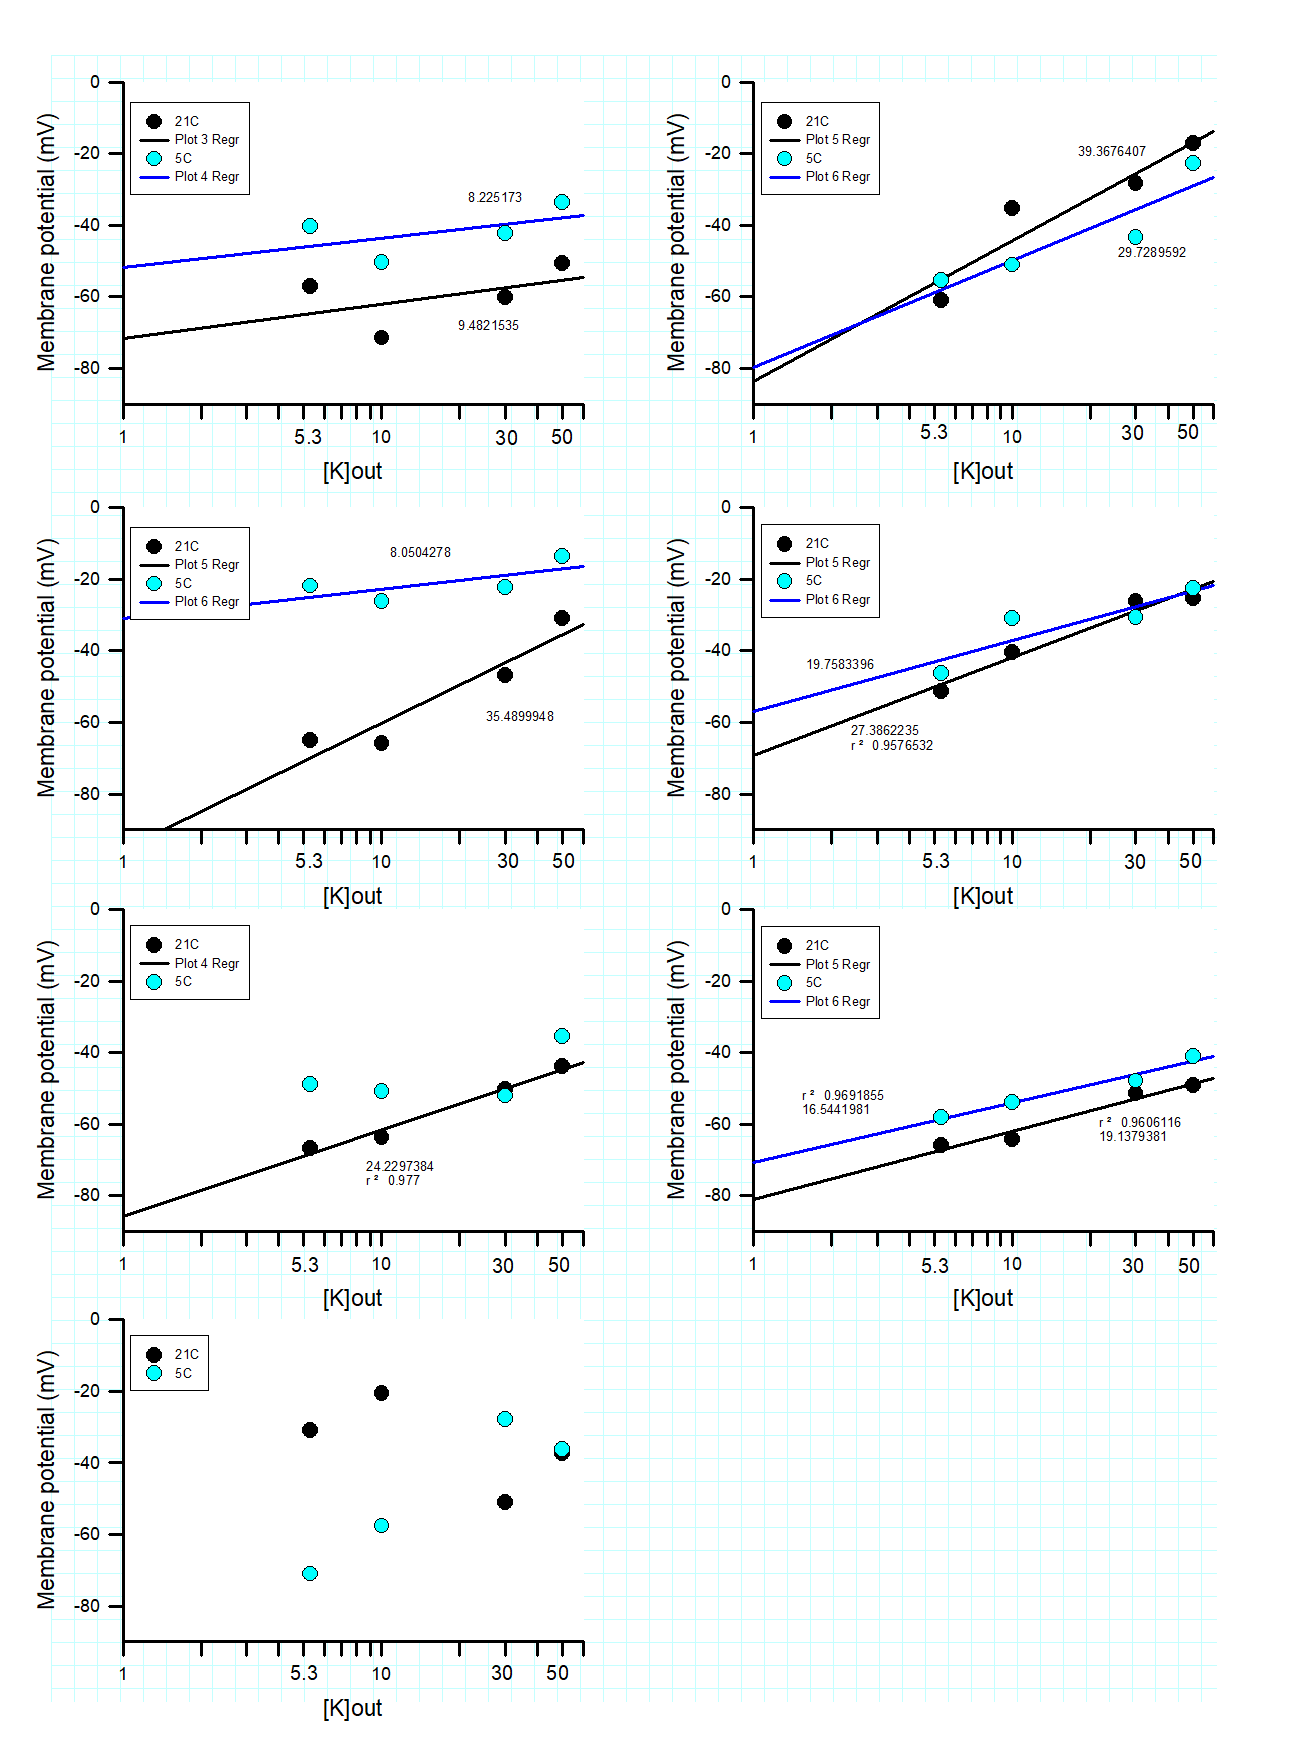 0
-20
-40
-60
-80
Membrane potential (mV)
21C
Plot 3 Regr
5C
Plot 4 Regr
8.225173
9.4821535
1
5.3
10
30
50
[K]out
0
-20
-40
-60
-80
Membrane potential (mV)
21C
Plot 5 Regr
5C
Plot 6 Regr
39.3676407
29.7289592
1
5.3
10
30
50
[K]out
0
-20
-40
-60
-80
Membrane potential (mV)
21C
Plot 5 Regr
5C
Plot 6 Regr
8.0504278
35.4899948
1
5.3
10
30
50
[K]out
0
-20
-40
-60
-80
Membrane potential (mV)
21C
Plot 5 Regr
5C
Plot 6 Regr
19.7583396
27.3862235
r ² 0.9576532
1
5.3
10
30
50
[K]out
0
-20
-40
-60
-80
Membrane potential (mV)
21C
Plot 4 Regr
5C
24.2297384
r ² 0.977
1
5.3
10
30
50
[K]out
0
-20
-40
-60
-80
Membrane potential (mV)
21C
Plot 5 Regr
5C
Plot 6 Regr
r ² 0.9691855
16.5441981
r ² 0.9606116
19.1379381
1
5.3
10
30
50
[K]out
0
-20
-40
-60
-80
Membrane potential (mV)
21C
5C
1
5.3
10
30
50
[K]out